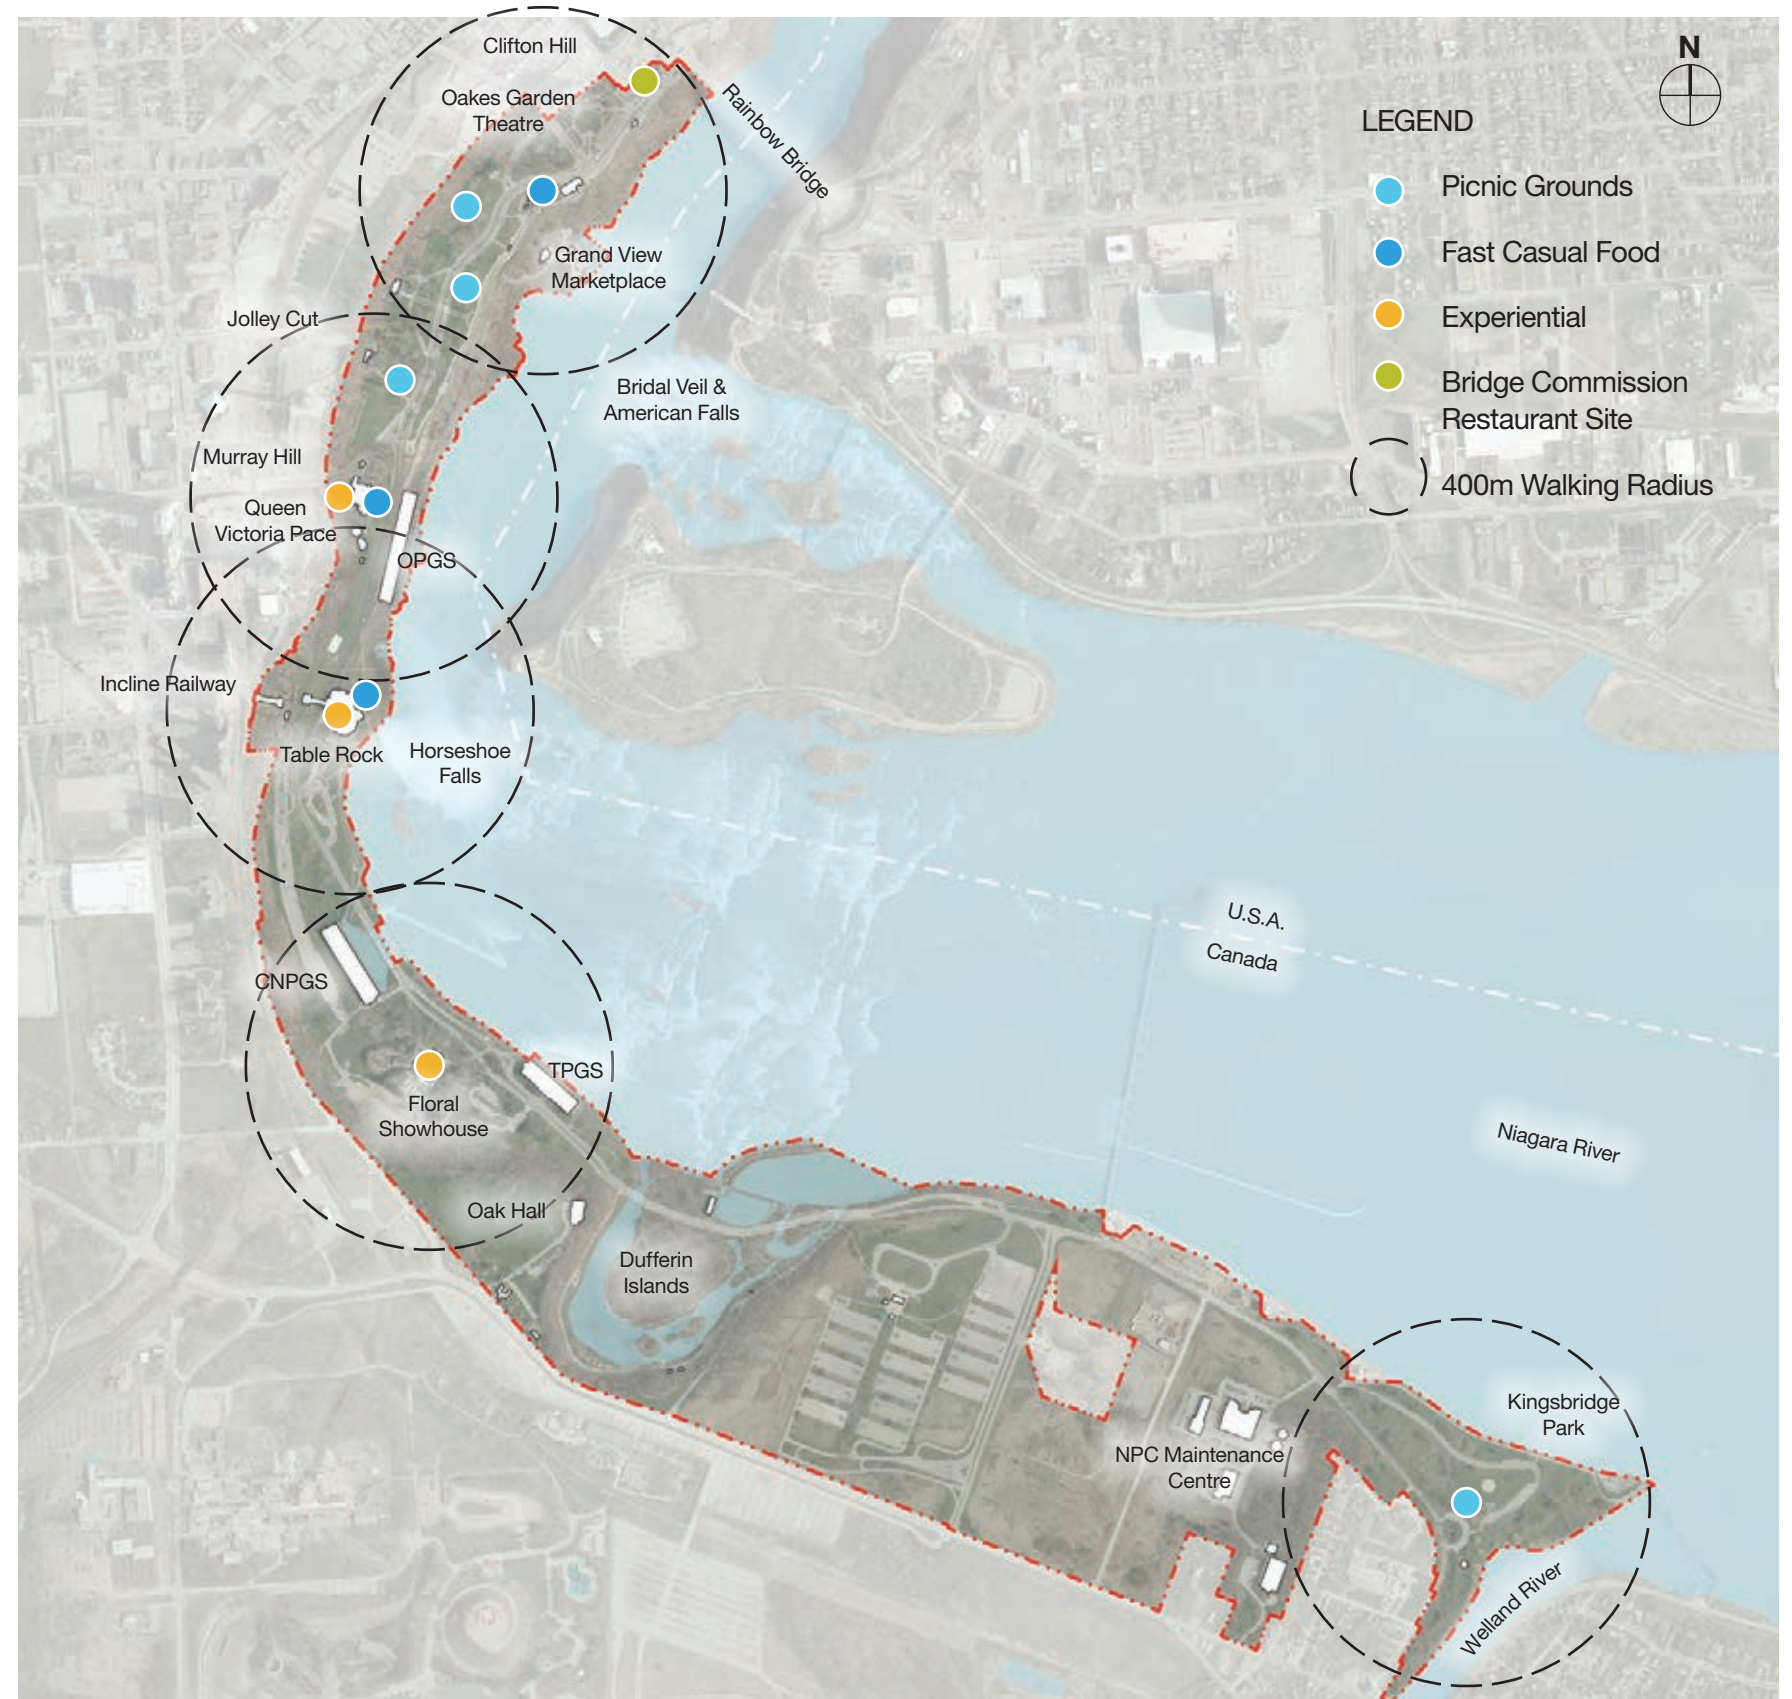 Clifton Hill
Oakes Garden
Theatre
Rainbow Bridge
Grand View
Marketplace
Jolley Cut
Bridal Veil &
American Falls
Murray Hill
Queen
Victoria Pace
OPGS
Incline Railway
Table Rock
Horseshoe
Falls
CNPGS
TPGS
Floral
Showhouse
Oak Hall
Dufferin
Islands
U.S.A.
Canada
Niagara River
Kingsbridge
Park
NPC Maintenance
Centre
Welland River
N
LEGEND
Picnic Grounds
Fast Casual Food
Experiential
Bridge Commission
Restaurant Site
400m Walking Radius